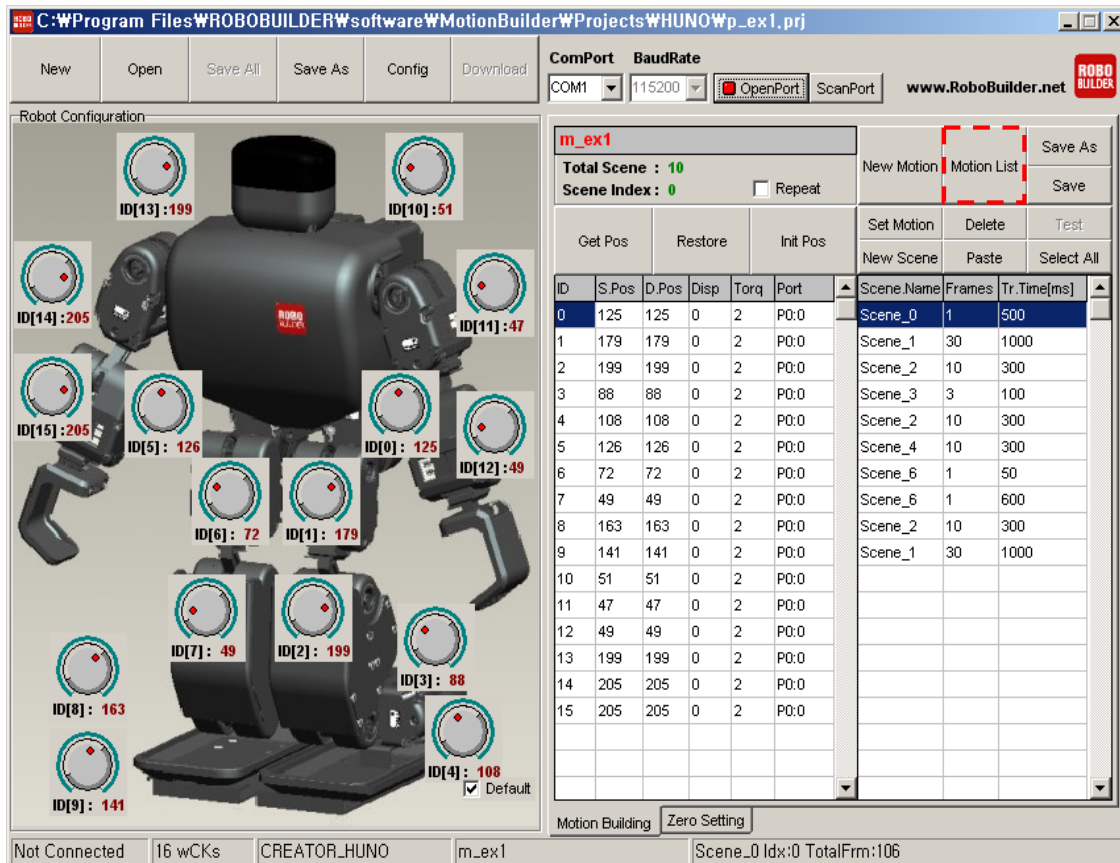 C:₩Program Files₩ROBOBUILDER₩software₩MotionBuilder₩Projects₩HUNO₩p_ex1.prj
New Open Save All Save As Config Download
ComPort BaudRate
COM1 115200 OpenPort ScanPort www.RoboBuilder.net ROBO BUILDER
Robot Configuration
ID[13] :199
ID[10] :51
ID[14] :205
ID[11] :47
ROBO BUILDER
ID[15] :205
ID[5] : 126
ID[0] : 125
ID[12] :49
ID[6] : 72
ID[1] : 179
ID[7] : 49
ID[2] : 199
ID[3] : 88
ID[8] : 163
ID[4] : 108
ID[9] : 141
Default
m_ex1
Total Scene : 10
Scene Index : 0
Repeat
New Motion Motion List Save As
Save
Get Pos Restore Init Pos
Set Motion Delete Test
New Scene Paste Select All
ID S.Pos D.Pos Disp Torq Port
0 125 125 0 2 P0:0
1 179 179 0 2 P0:0
2 199 199 0 2 P0:0
3 88 88 0 2 P0:0
4 108 108 0 2 P0:0
5 126 126 0 2 P0:0
6 72 72 0 2 P0:0
7 49 49 0 2 P0:0
8 163 163 0 2 P0:0
9 141 141 0 2 P0:0
10 51 51 0 2 P0:0
11 47 47 0 2 P0:0
12 49 49 0 2 P0:0
13 199 199 0 2 P0:0
14 205 205 0 2 P0:0
15 205 205 0 2 P0:0
Scene.Name Frames Tr.Time[ms]
Scene_0 1 500
Scene_1 30 1000
Scene_2 10 300
Scene_3 3 100
Scene_2 10 300
Scene_4 10 300
Scene_6 1 50
Scene_6 1 600
Scene_2 10 300
Scene_1 30 1000
Motion Building Zero Setting
Not Connected 16 wCKs CREATOR_HUNO m_ex1 Scene_0 Idx:0 TotalFrm:106